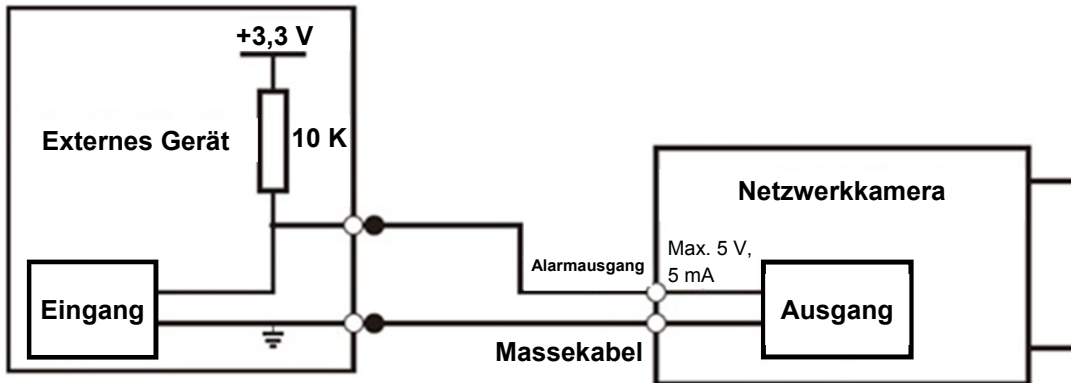 +3,3 V
Externes Gerät
10 K
Netzwerkkamera
Alarmausgang
Max. 5 V,
5 mA
Eingang
Ausgang
Massekabel